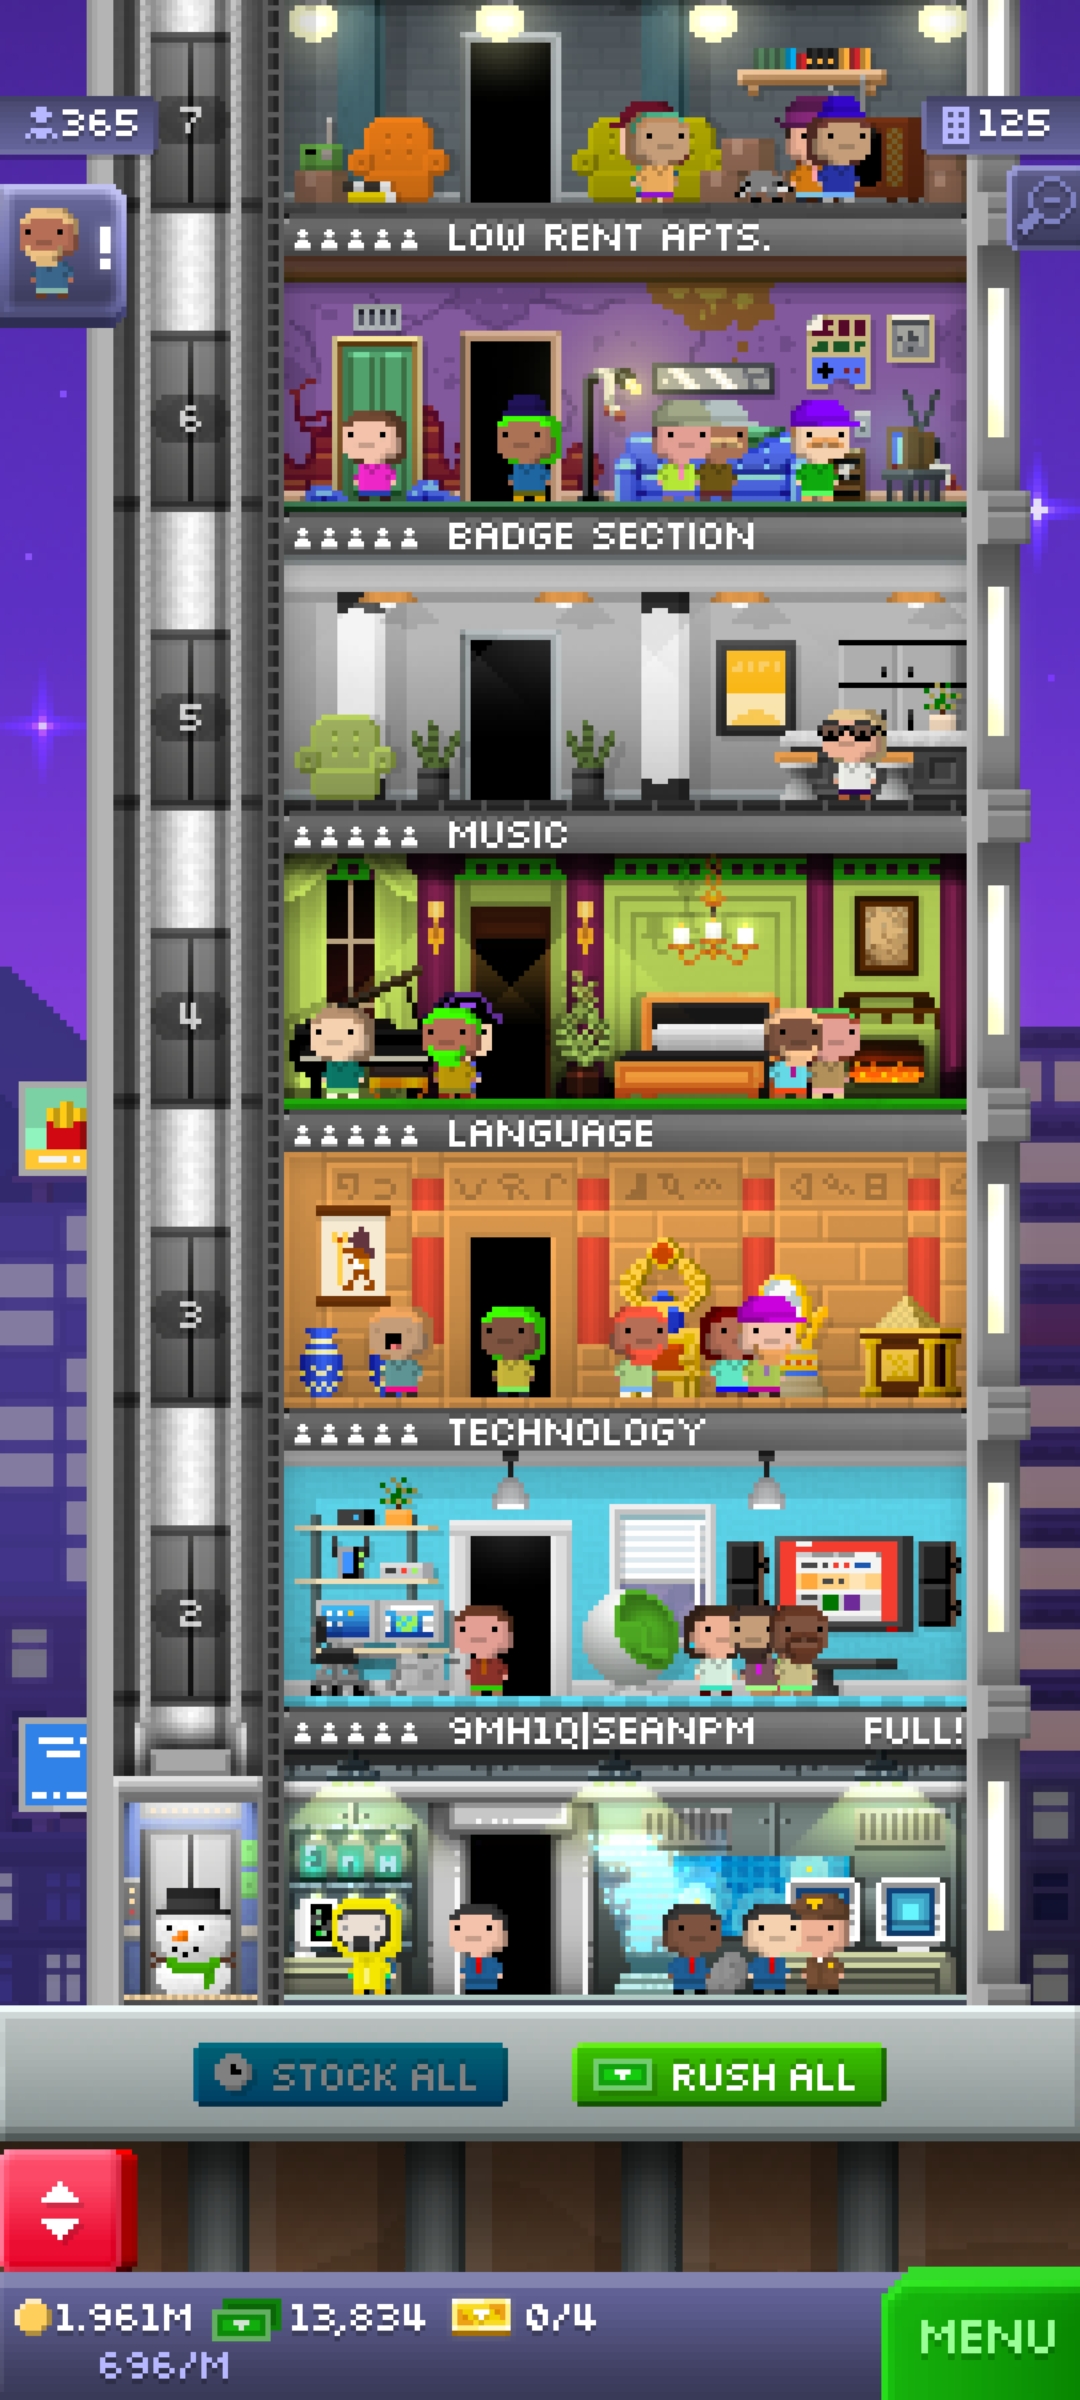 7
365
125
!
LOW RENT APTS.
6
BADGE SECTION
5
MUSIC
4
LANGUAGE
3
TECHNOLOGY
2
9MH1Q|SEANPM FULL!
STOCK ALL
RUSH ALL
1.961M 13,834 0/4
696/M
MENU